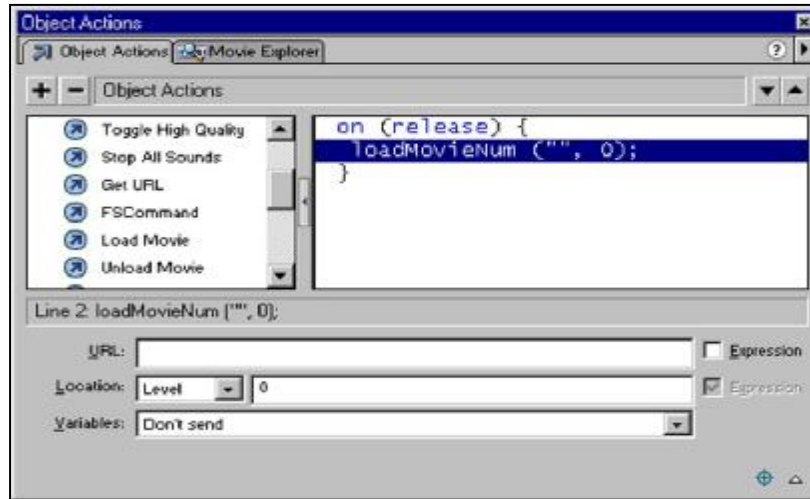 Object Actions
Object Actions Movie Explorer ?
+ − Object Actions
Toggle High Quality
Stop All Sounds
Get URL
FSCommand
Load Movie
Unload Movie
on (release) {
loadMovieNum ("", 0);
}
Line 2: loadMovieNum ("", 0);
URL: Expression
Location: Level 0 Expression
Variables: Don't send